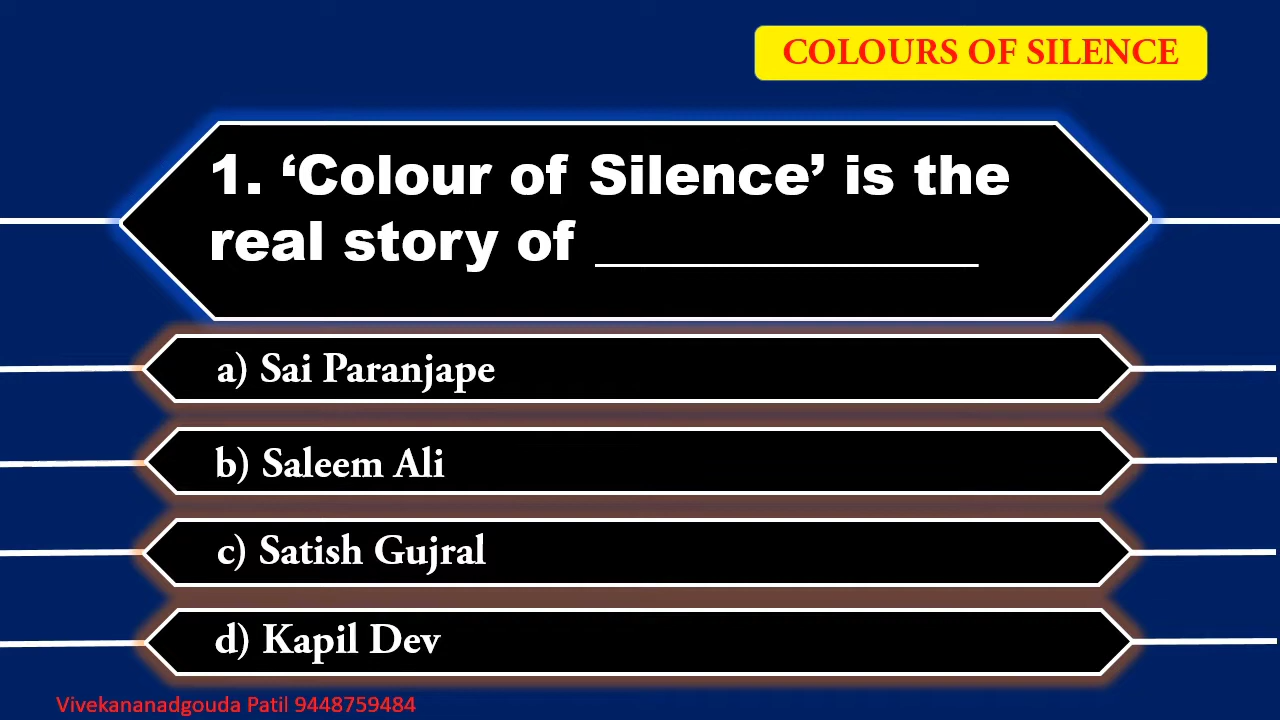 COLOURS OF SILENCE
1. ‘Colour of Silence’ is the
real story of ____________
a) Sai Paranjape
b) Saleem Ali
c) Satish Gujral
d) Kapil Dev
Vivekananadgouda Patil 9448759484